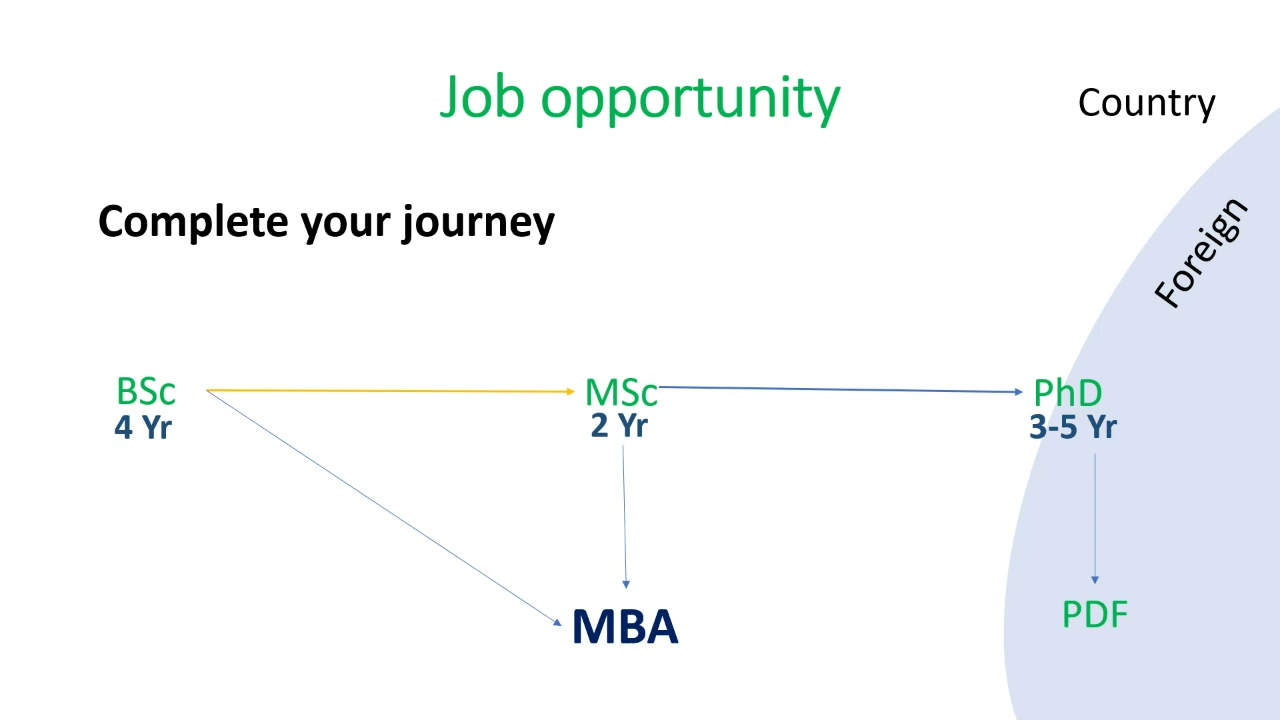 Job opportunity
Country
Foreign
Complete your journey
BSc
4 Yr
MSc
2 Yr
PhD
3-5 Yr
MBA
PDF